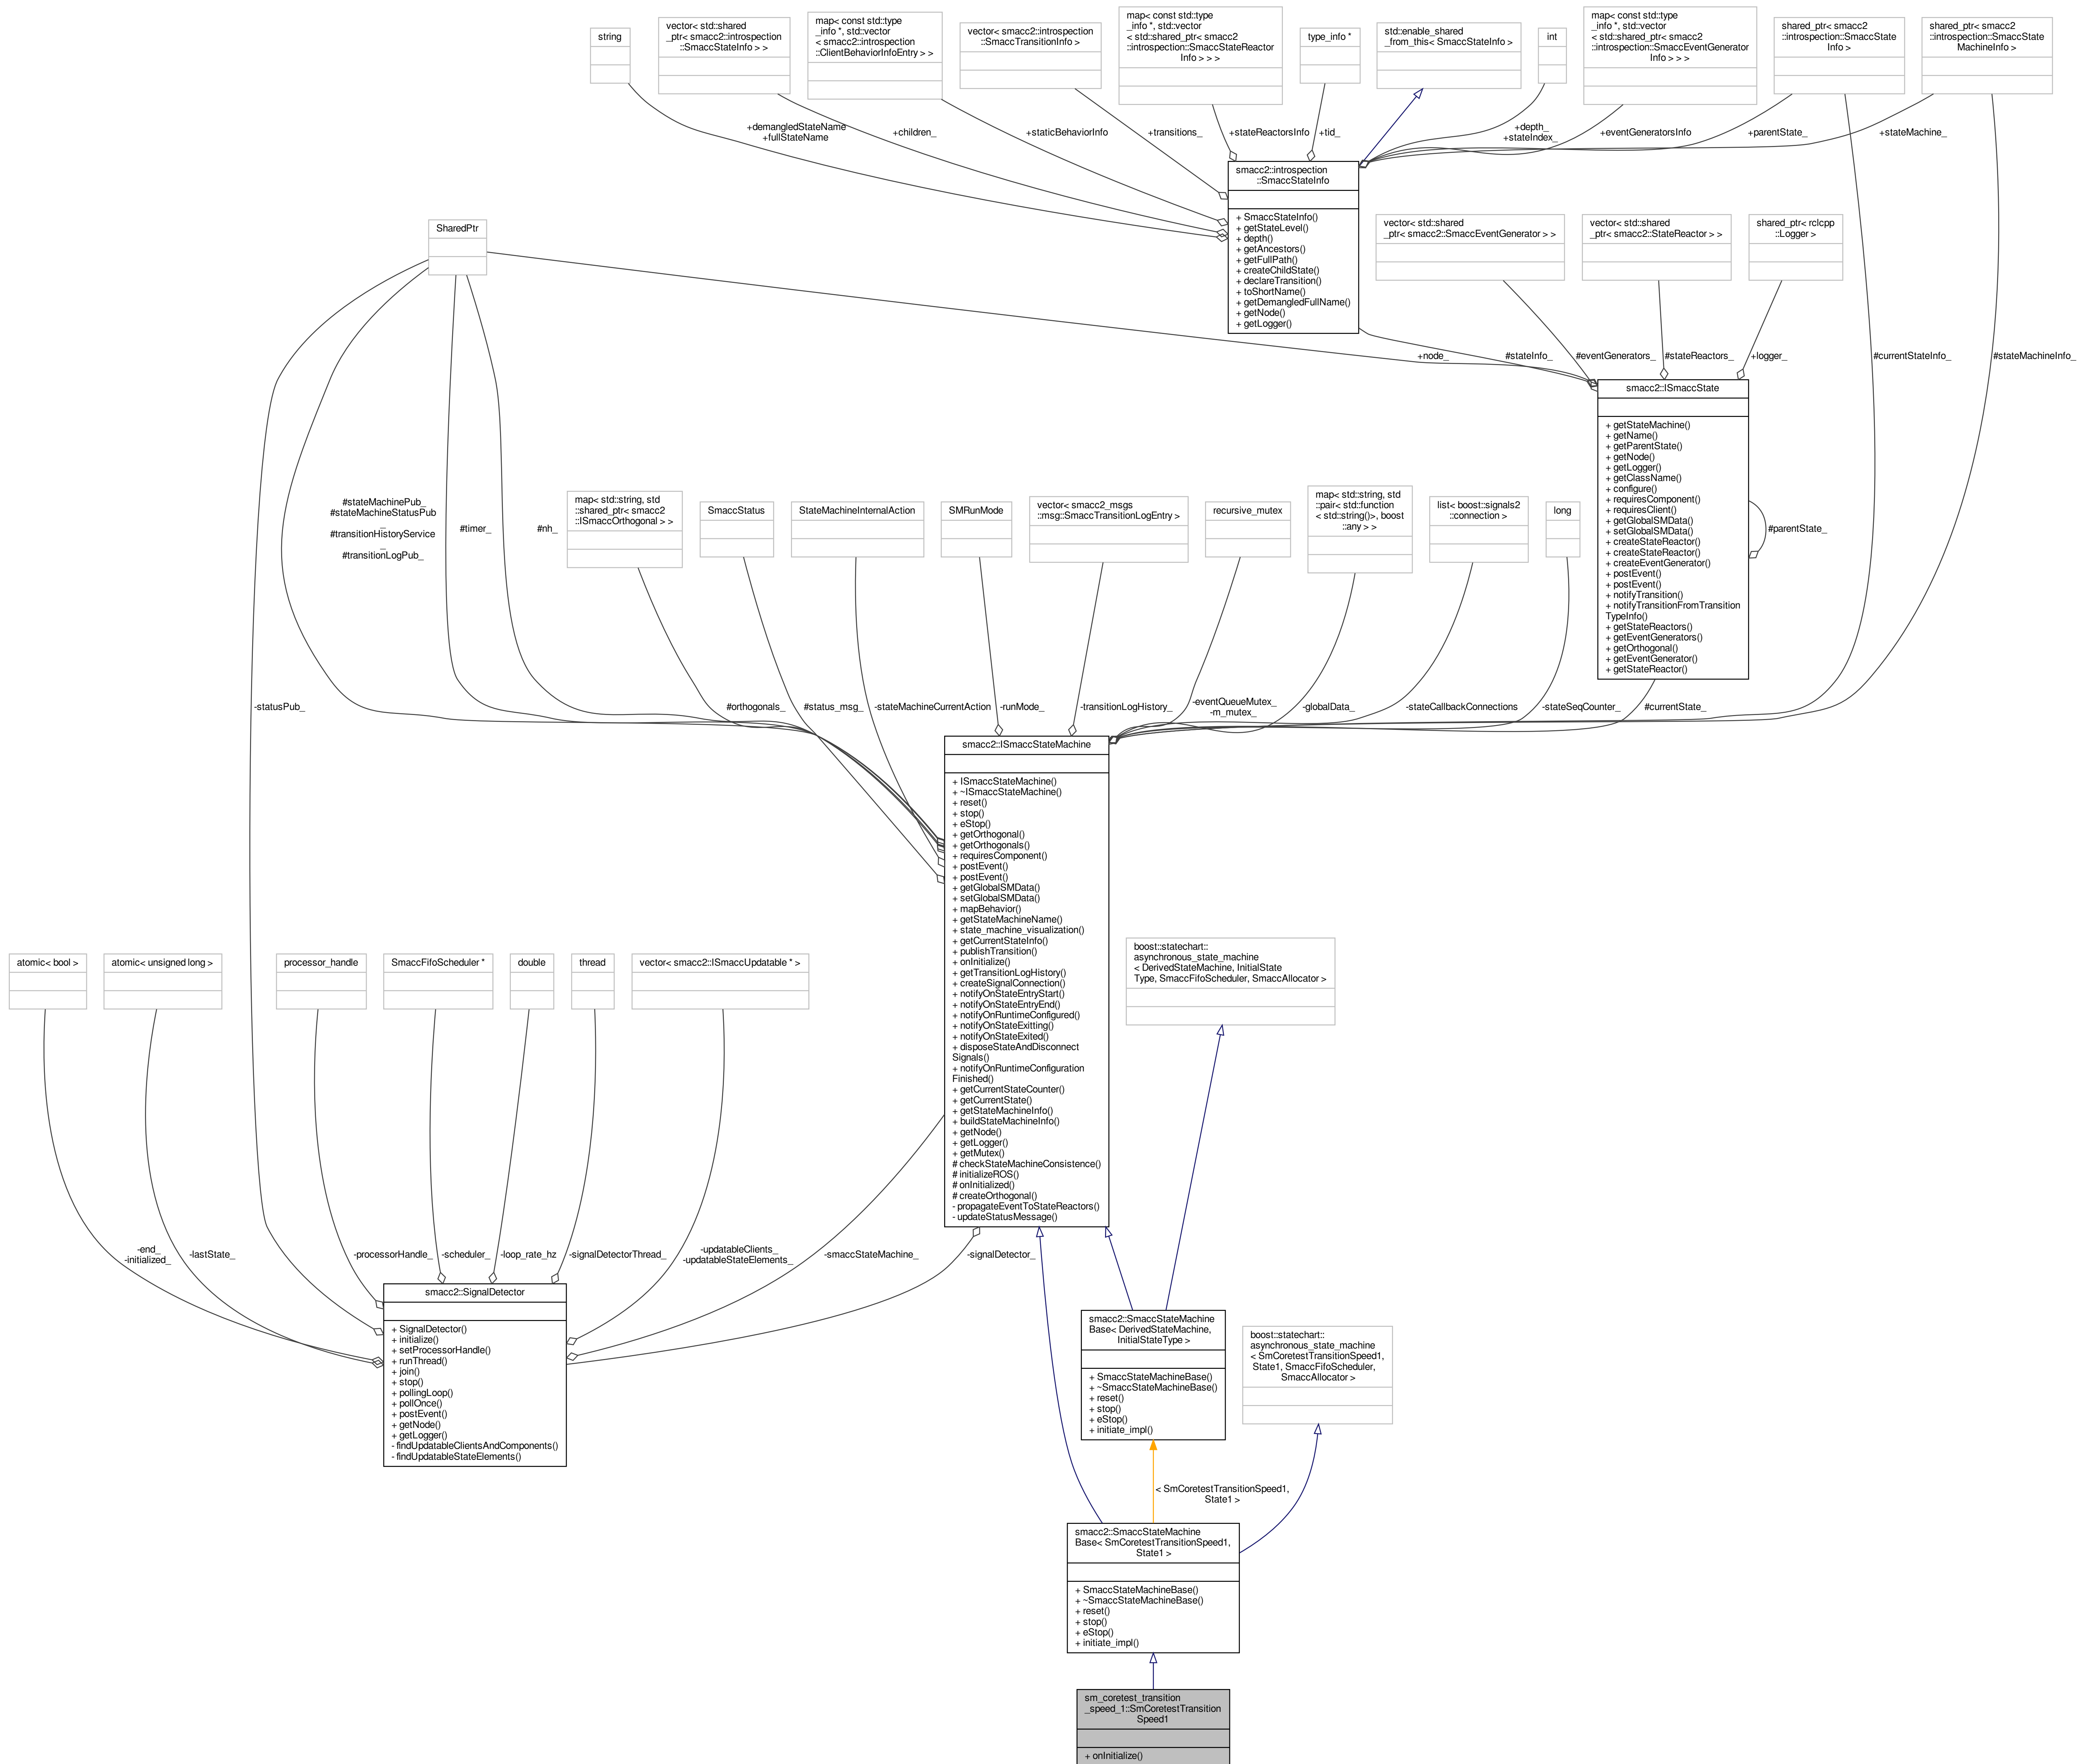 string
vector< std::shared
_ptr< smacc2::introspection
::SmaccStateInfo > >
map< const std::type
_info *, std::vector
< smacc2::introspection
::ClientBehaviorInfoEntry > >
vector< smacc2::introspection
::SmaccTransitionInfo >
map< const std::type
_info *, std::vector
< std::shared_ptr< smacc2
::introspection::SmaccStateReactor
Info > > >
type_info *
std::enable_shared
_from_this< SmaccStateInfo >
int
map< const std::type
_info *, std::vector
< std::shared_ptr< smacc2
::introspection::SmaccEventGenerator
Info > > >
shared_ptr< smacc2
::introspection::SmaccState
Info >
shared_ptr< smacc2
::introspection::SmaccState
MachineInfo >
+demangledStateName
+fullStateName
+children_
+staticBehaviorInfo
+transitions_
+stateReactorsInfo
+tid_
+depth_
+stateIndex_
+eventGeneratorsInfo
+parentState_
+stateMachine_
smacc2::introspection
::SmaccStateInfo
+ SmaccStateInfo()
+ getStateLevel()
+ depth()
+ getAncestors()
+ getFullPath()
+ createChildState()
+ declareTransition()
+ toShortName()
+ getDemangledFullName()
+ getNode()
+ getLogger()
SharedPtr
vector< std::shared
_ptr< smacc2::SmaccEventGenerator > >
vector< std::shared
_ptr< smacc2::StateReactor > >
shared_ptr< rclcpp
::Logger >
+node_
#stateInfo_
#eventGenerators_
#stateReactors_
+logger_
#currentStateInfo_
#stateMachineInfo_
smacc2::ISmaccState
+ getStateMachine()
+ getName()
+ getParentState()
+ getNode()
+ getLogger()
+ getClassName()
+ configure()
+ requiresComponent()
+ requiresClient()
+ getGlobalSMData()
+ setGlobalSMData()
+ createStateReactor()
+ createStateReactor()
+ createEventGenerator()
+ postEvent()
+ postEvent()
+ notifyTransition()
+ notifyTransitionFromTransition
TypeInfo()
+ getStateReactors()
+ getEventGenerators()
+ getOrthogonal()
+ getEventGenerator()
+ getStateReactor()
#parentState_
#stateMachinePub_
#stateMachineStatusPub
_
#transitionHistoryService
_
#transitionLogPub_
#timer_
#nh_
map< std::string, std
::shared_ptr< smacc2
::ISmaccOrthogonal > >
SmaccStatus
StateMachineInternalAction
SMRunMode
vector< smacc2_msgs
::msg::SmaccTransitionLogEntry >
recursive_mutex
map< std::string, std
::pair< std::function
< std::string()>, boost
::any > >
list< boost::signals2
::connection >
long
-statusPub_
#orthogonals_
#status_msg_
-stateMachineCurrentAction
-runMode_
-transitionLogHistory_
-eventQueueMutex_
-m_mutex_
-globalData_
-stateCallbackConnections
-stateSeqCounter_
#currentState_
smacc2::ISmaccStateMachine
+ ISmaccStateMachine()
+ ~ISmaccStateMachine()
+ reset()
+ stop()
+ eStop()
+ getOrthogonal()
+ getOrthogonals()
+ requiresComponent()
+ postEvent()
+ postEvent()
+ getGlobalSMData()
+ setGlobalSMData()
+ mapBehavior()
+ getStateMachineName()
+ state_machine_visualization()
+ getCurrentStateInfo()
+ publishTransition()
+ onInitialize()
+ getTransitionLogHistory()
+ createSignalConnection()
+ notifyOnStateEntryStart()
+ notifyOnStateEntryEnd()
+ notifyOnRuntimeConfigured()
+ notifyOnStateExitting()
+ notifyOnStateExited()
+ disposeStateAndDisconnect
Signals()
+ notifyOnRuntimeConfiguration
Finished()
+ getCurrentStateCounter()
+ getCurrentState()
+ getStateMachineInfo()
+ buildStateMachineInfo()
+ getNode()
+ getLogger()
+ getMutex()
# checkStateMachineConsistence()
# initializeROS()
# onInitialized()
# createOrthogonal()
- propagateEventToStateReactors()
- updateStatusMessage()
atomic< bool >
atomic< unsigned long >
processor_handle
SmaccFifoScheduler *
double
thread
vector< smacc2::ISmaccUpdatable * >
boost::statechart::
asynchronous_state_machine
< DerivedStateMachine, InitialState
Type, SmaccFifoScheduler, SmaccAllocator >
-end_
-initialized_
-lastState_
-processorHandle_
-scheduler_
-loop_rate_hz
-signalDetectorThread_
-updatableClients_
-updatableStateElements_
-smaccStateMachine_
-signalDetector_
smacc2::SignalDetector
+ SignalDetector()
+ initialize()
+ setProcessorHandle()
+ runThread()
+ join()
+ stop()
+ pollingLoop()
+ pollOnce()
+ postEvent()
+ getNode()
+ getLogger()
- findUpdatableClientsAndComponents()
- findUpdatableStateElements()
smacc2::SmaccStateMachine
Base< DerivedStateMachine,
InitialStateType >
+ SmaccStateMachineBase()
+ ~SmaccStateMachineBase()
+ reset()
+ stop()
+ eStop()
+ initiate_impl()
boost::statechart::
asynchronous_state_machine
< SmCoretestTransitionSpeed1,
State1, SmaccFifoScheduler,
SmaccAllocator >
< SmCoretestTransitionSpeed1,
State1 >
smacc2::SmaccStateMachine
Base< SmCoretestTransitionSpeed1,
State1 >
+ SmaccStateMachineBase()
+ ~SmaccStateMachineBase()
+ reset()
+ stop()
+ eStop()
+ initiate_impl()
sm_coretest_transition
_speed_1::SmCoretestTransition
Speed1
+ onInitialize()